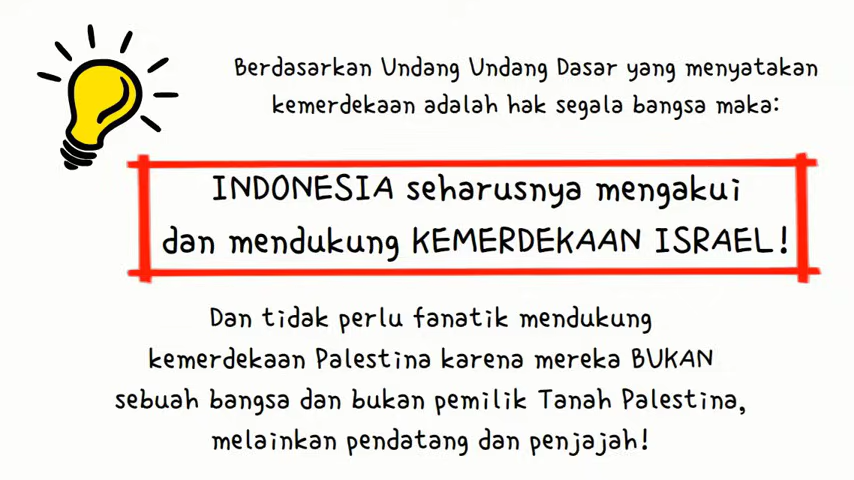 Berdasarkan Undang Undang Dasar yang menyatakan
kemerdekaan adalah hak segala bangsa maka:
INDONESIA seharusnya mengakui
dan mendukung KEMERDEKAAN ISRAEL!
Dan tidak perlu fanatik mendukung
kemerdekaan Palestina karena mereka BUKAN
sebuah bangsa dan bukan pemilik Tanah Palestina,
melainkan pendatang dan penjajah!